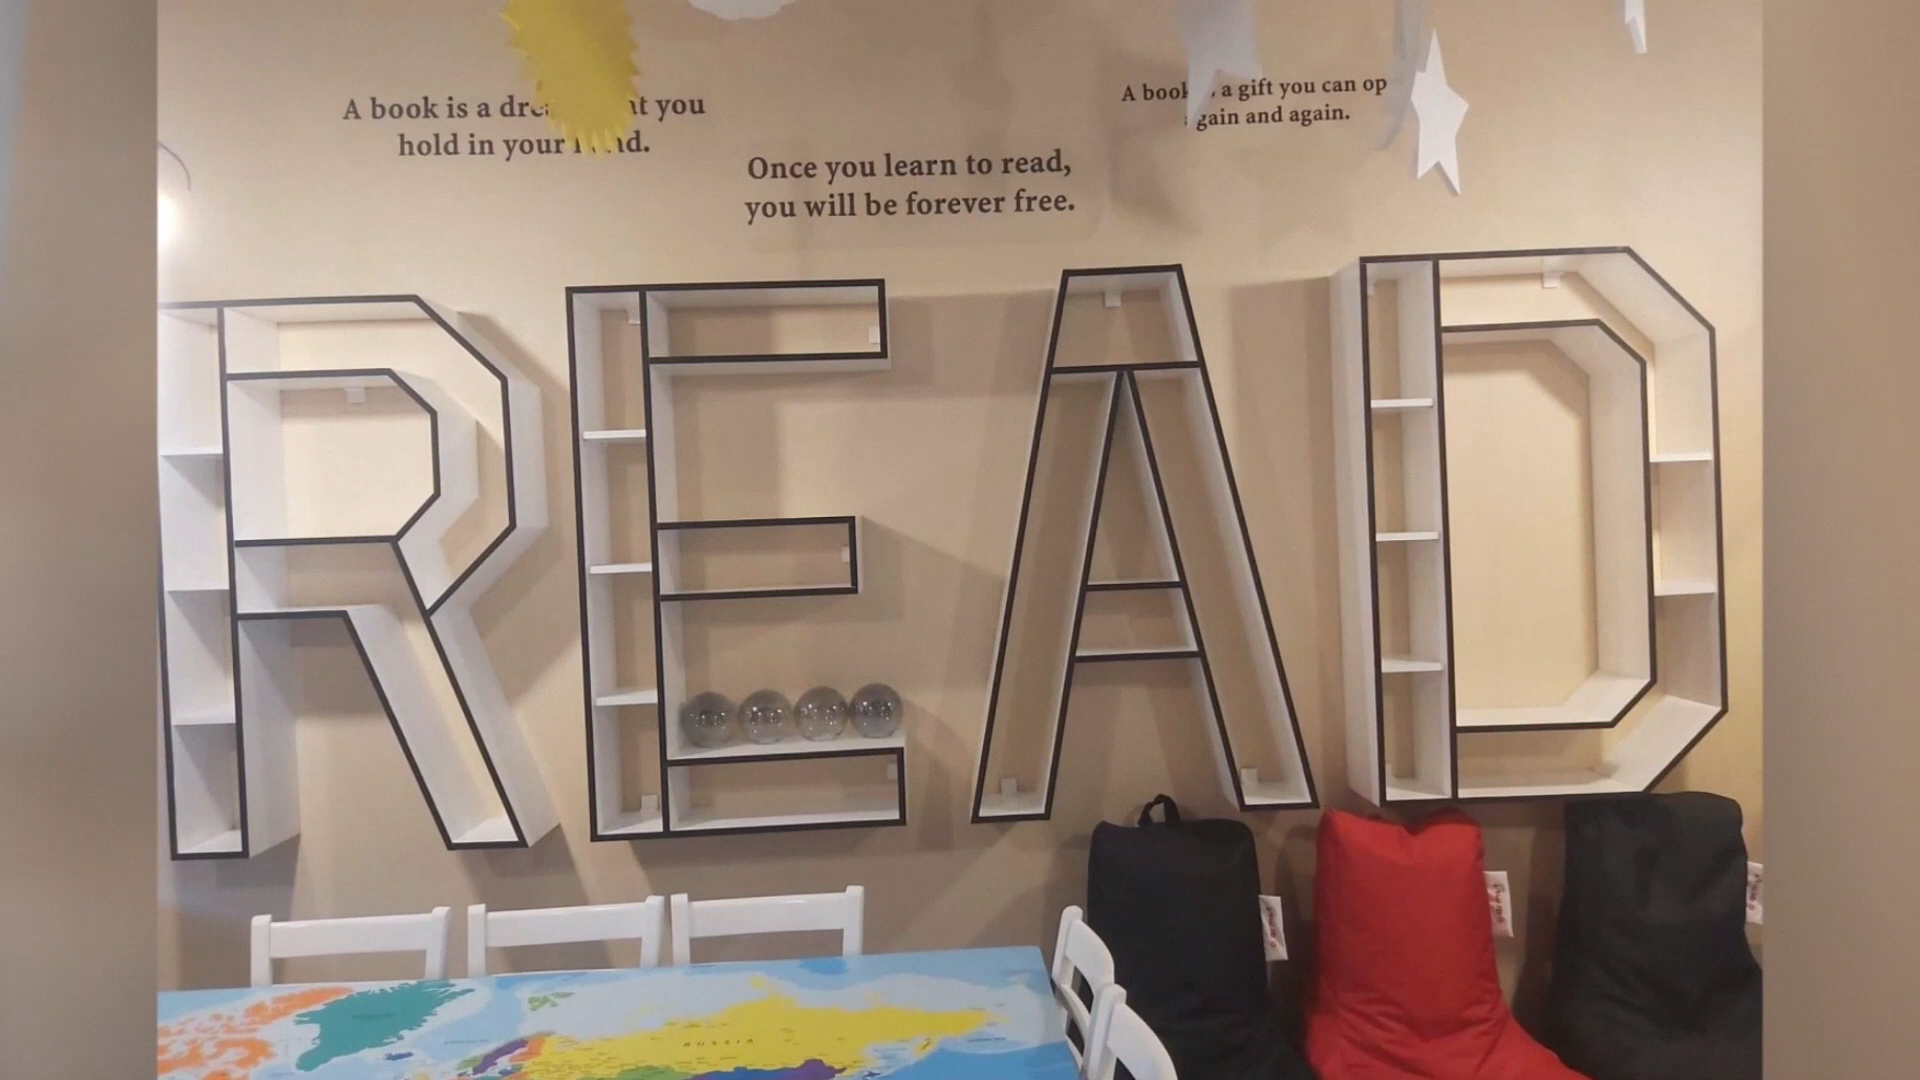 A book is a dre t you
hold in your d.
Once you learn to read,
you will be forever free.
A book a gift you can op
gain and again.
READ
RUSSIA